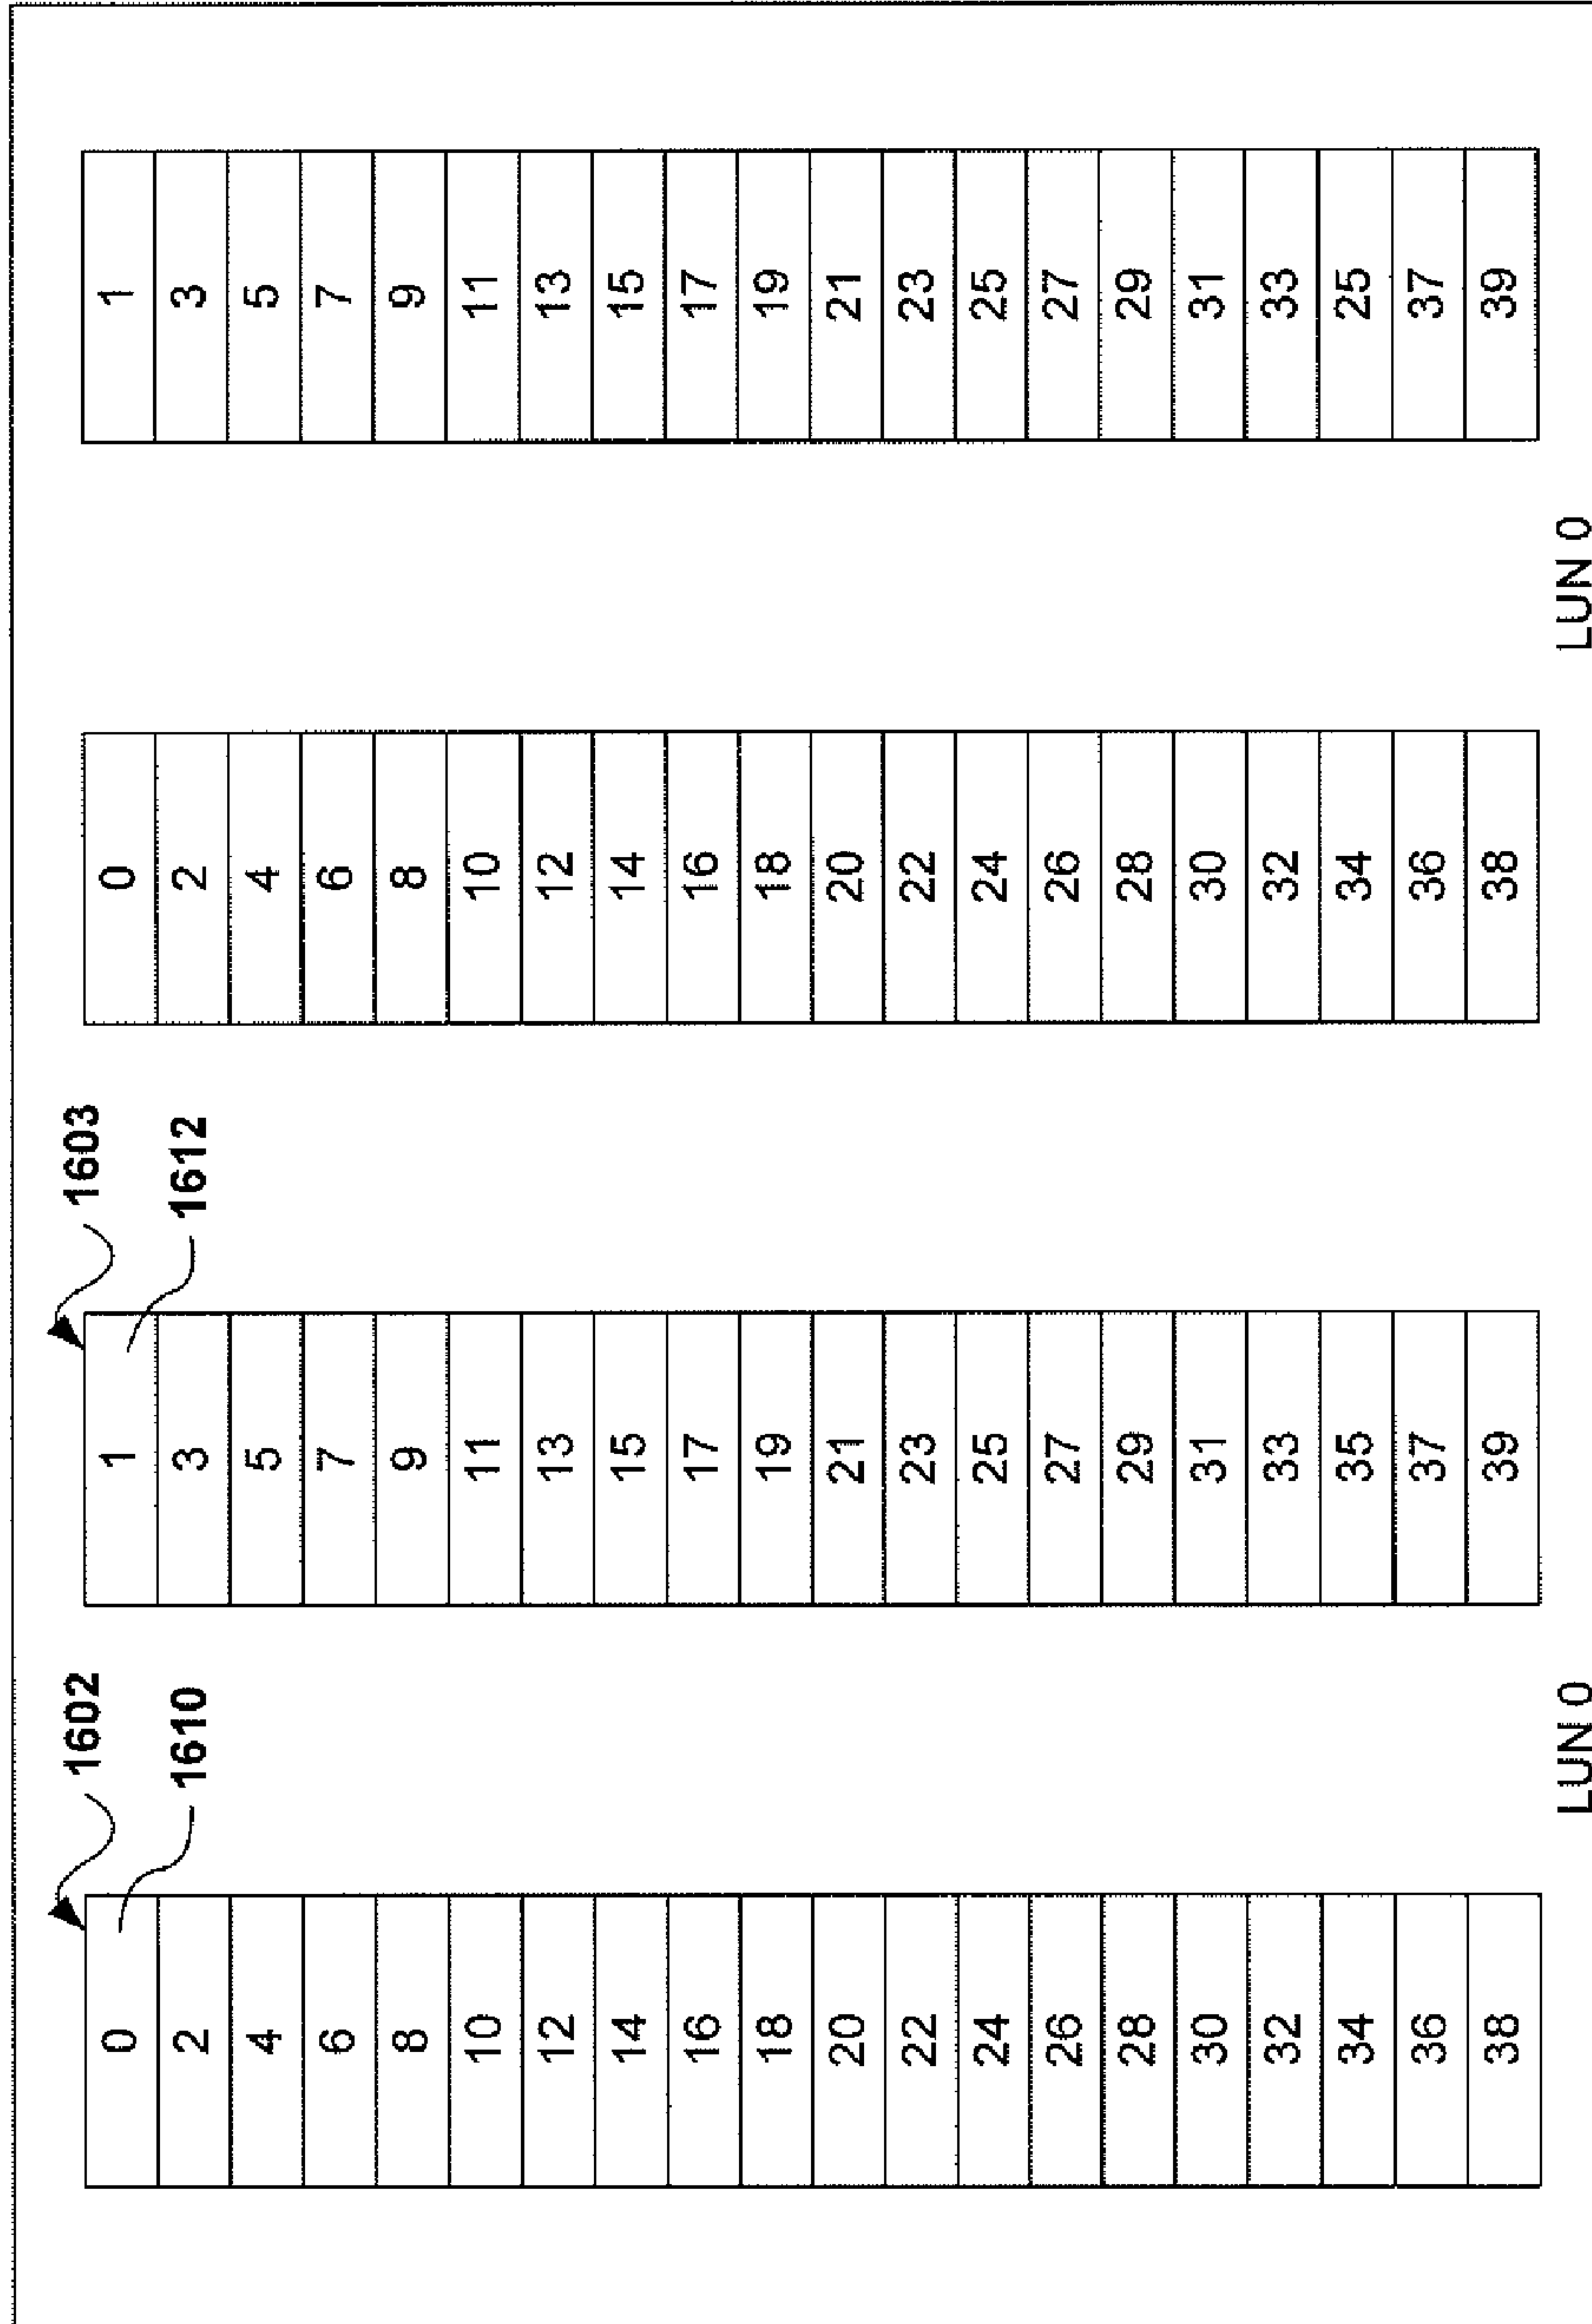 1602 1603
0 1610 1 1612 0 1
2 3 2 3
4 5 4 5
6 7 6 7
8 9 8 9
10 11 10 11
12 13 12 13
14 15 14 15
16 17 16 17
18 19 18 19
20 21 20 21
22 23 22 23
24 25 24 25
26 27 26 27
28 29 28 29
30 31 30 31
32 33 32 33
34 35 34 25
36 37 36 37
38 39 38 39
LUN 0 LUN 0